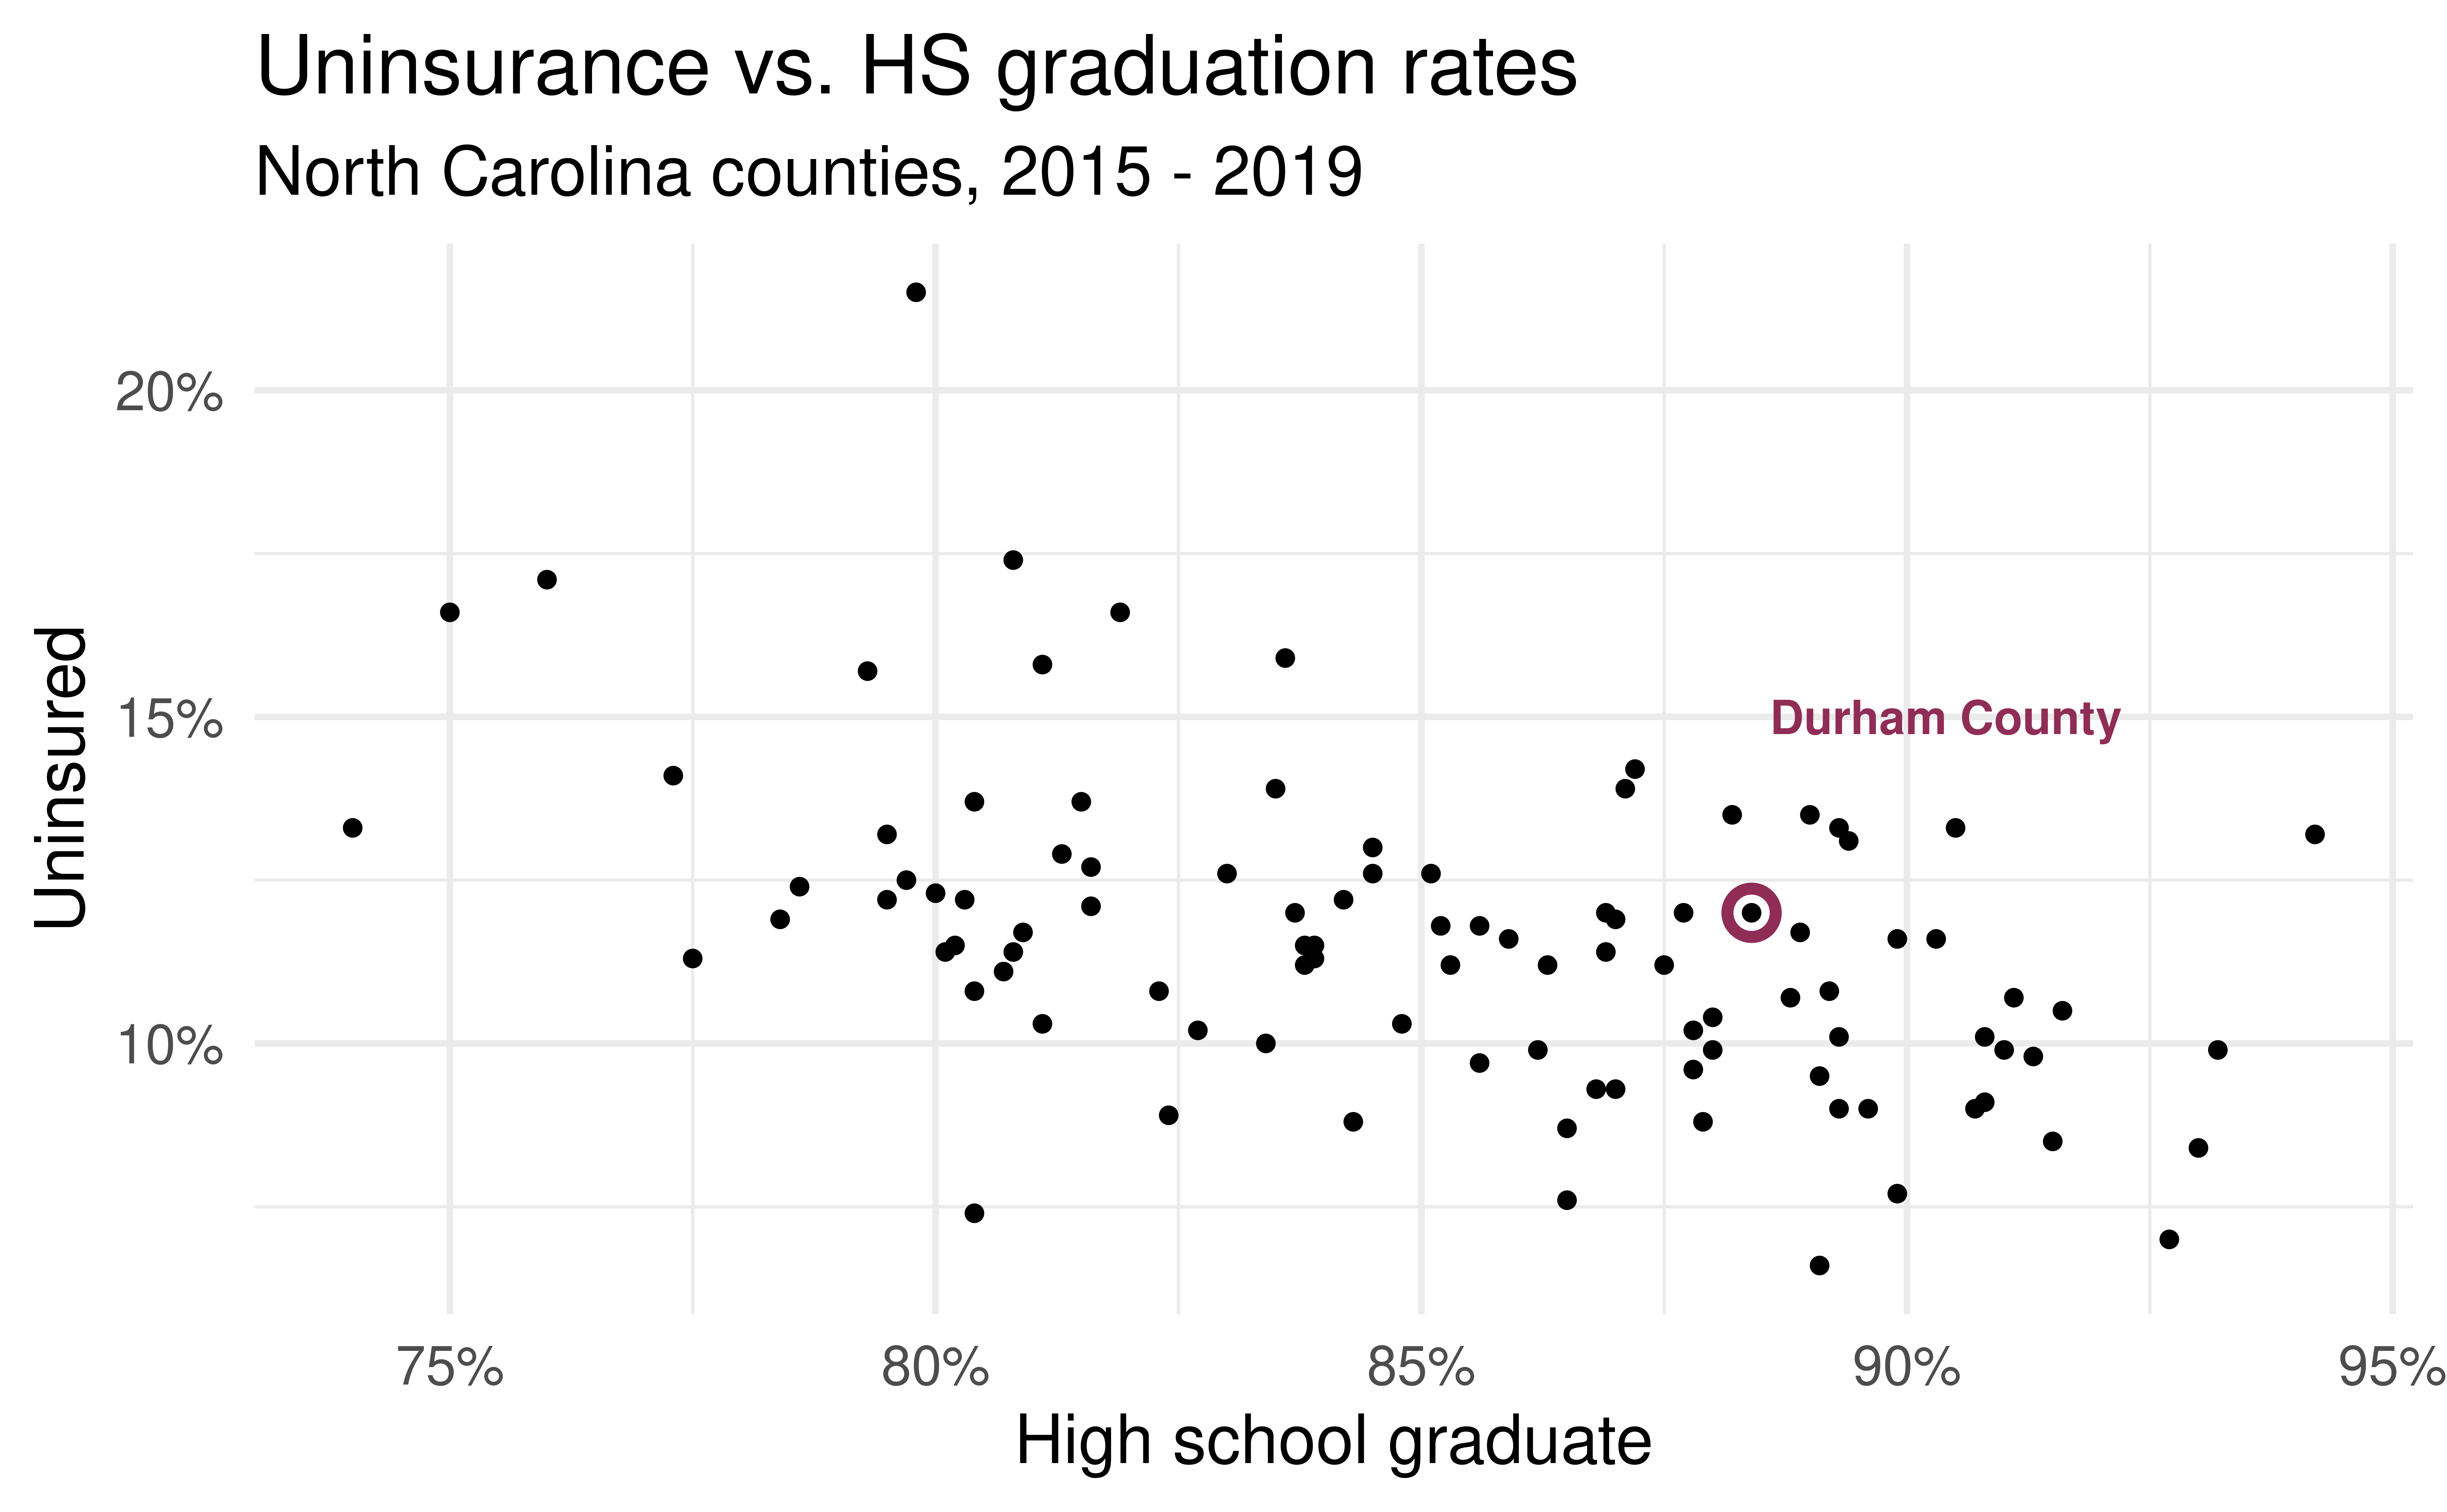 Uninsurance vs. HS graduation rates
North Carolina counties, 2015 - 2019
20%
15%
10%
Uninsured
Durham County
75%
80%
85%
90%
95%
High school graduate